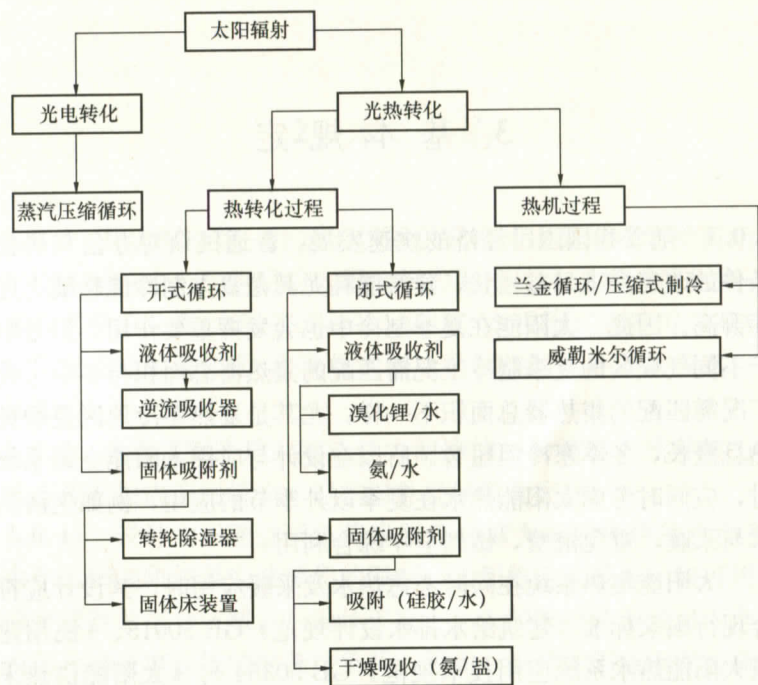 太阳辐射
光电转化
光热转化
蒸汽压缩循环
热转化过程
热机过程
开式循环
闭式循环
兰金循环/压缩式制冷
液体吸收剂
液体吸收剂
威勒米尔循环
逆流吸收器
溴化锂/水
固体吸附剂
氨/水
转轮除湿器
固体吸附剂
固体床装置
吸附（硅胶/水）
干燥吸收（氨/盐）